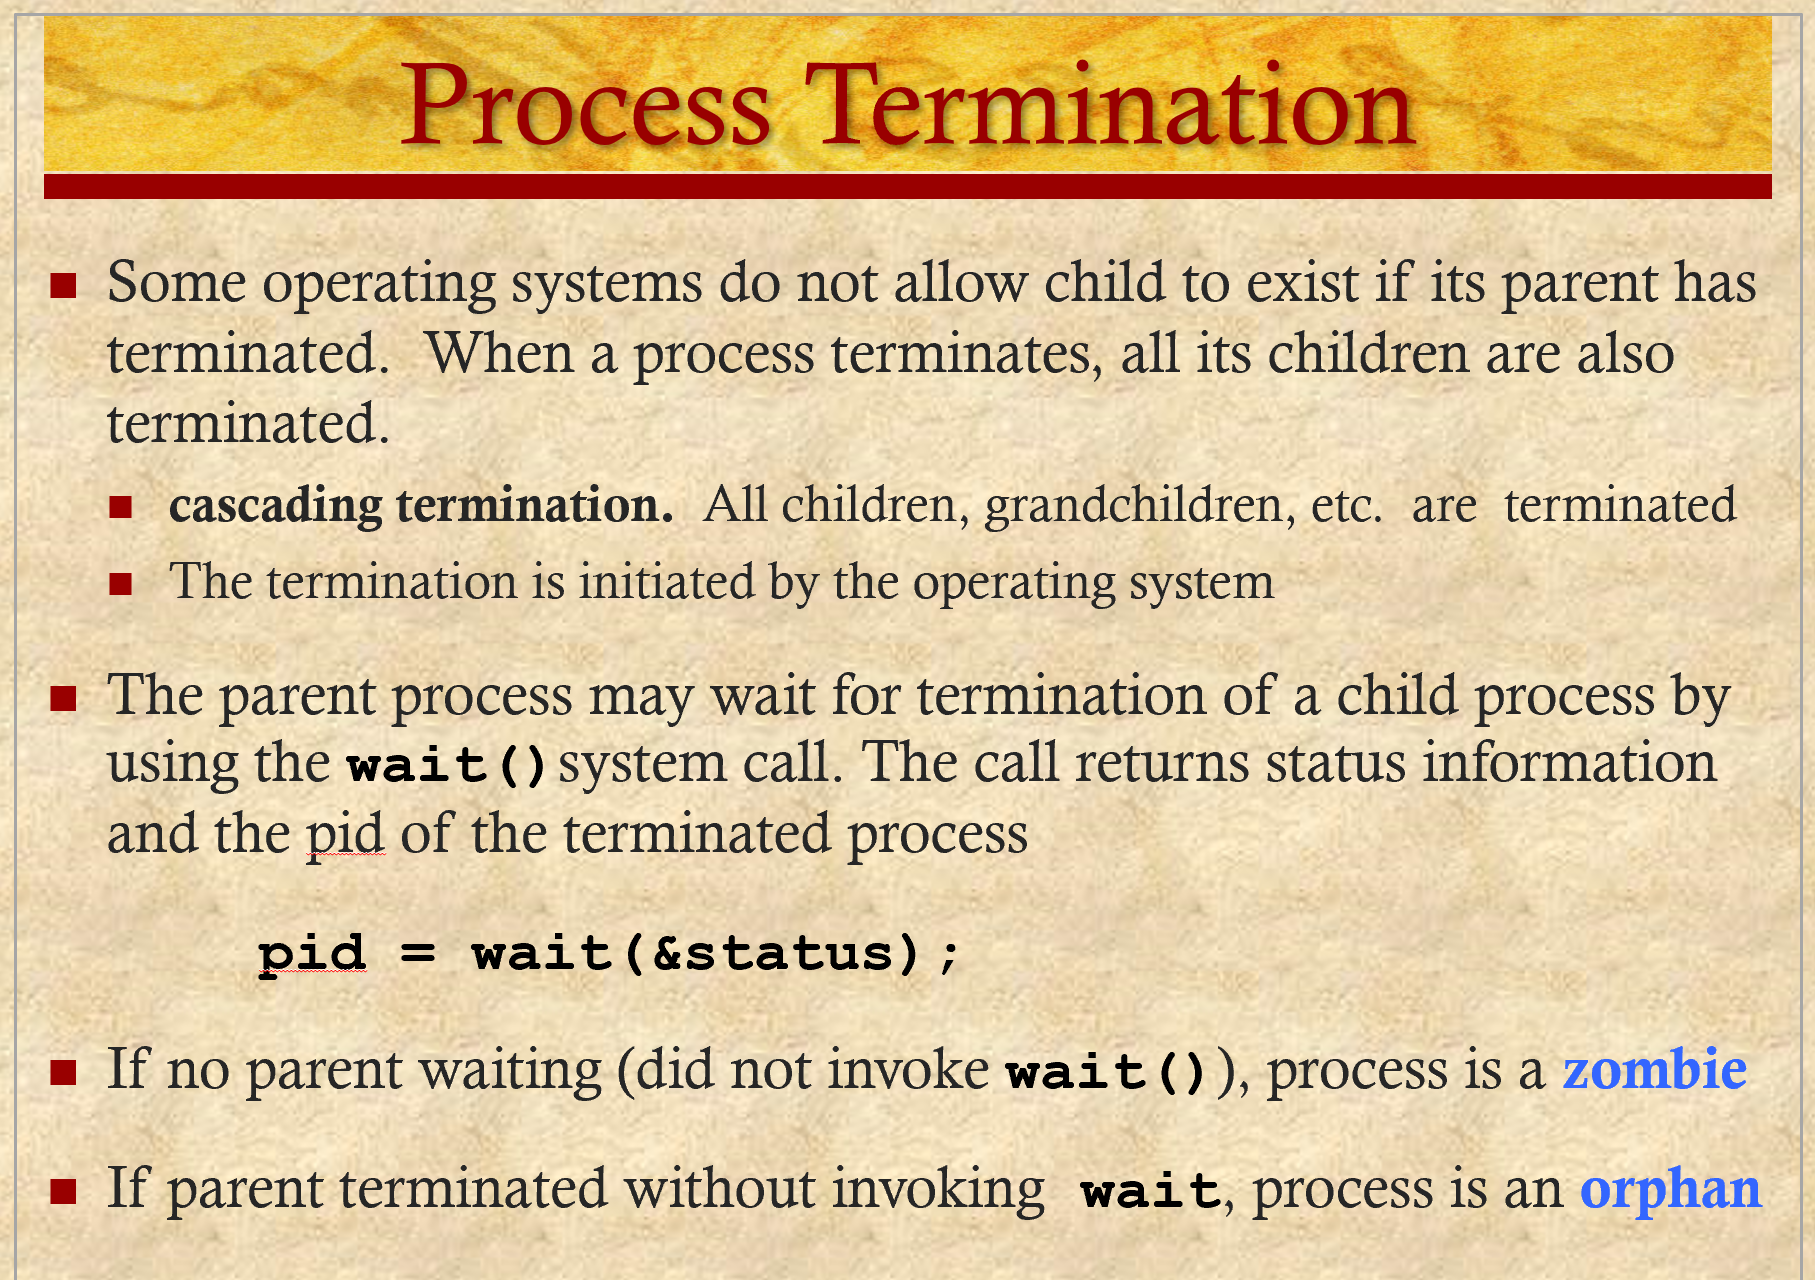 Process Termination
Some operating systems do not allow child to exist if its parent has
terminated. When a process terminates, all its children are also
terminated.
cascading termination. All children, grandchildren, etc. are terminated
The termination is initiated by the operating system
The parent process may wait for termination of a child process by
using the wait() system call. The call returns status information
and the pid of the terminated process
pid = wait(&status);
If no parent waiting (did not invoke wait()), process is a zombie
If parent terminated without invoking wait, process is an orphan